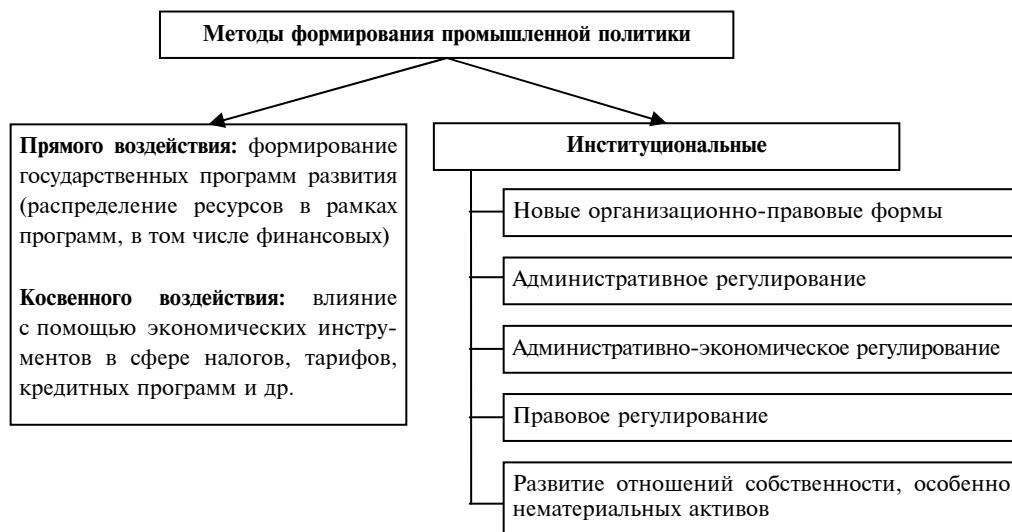 Методы формирования промышленной политики
Прямого воздействия: формирование
государственных программ развития
(распределение ресурсов в рамках
программ, в том числе финансовых)
Косвенного воздействия: влияние
с помощью экономических инстру-
ментов в сфере налогов, тарифов,
кредитных программ и др.
Институциональные
Новые организационно-правовые формы
Административное регулирование
Административно-экономическое регулирование
Правовое регулирование
Развитие отношений собственности, особенно
нематериальных активов